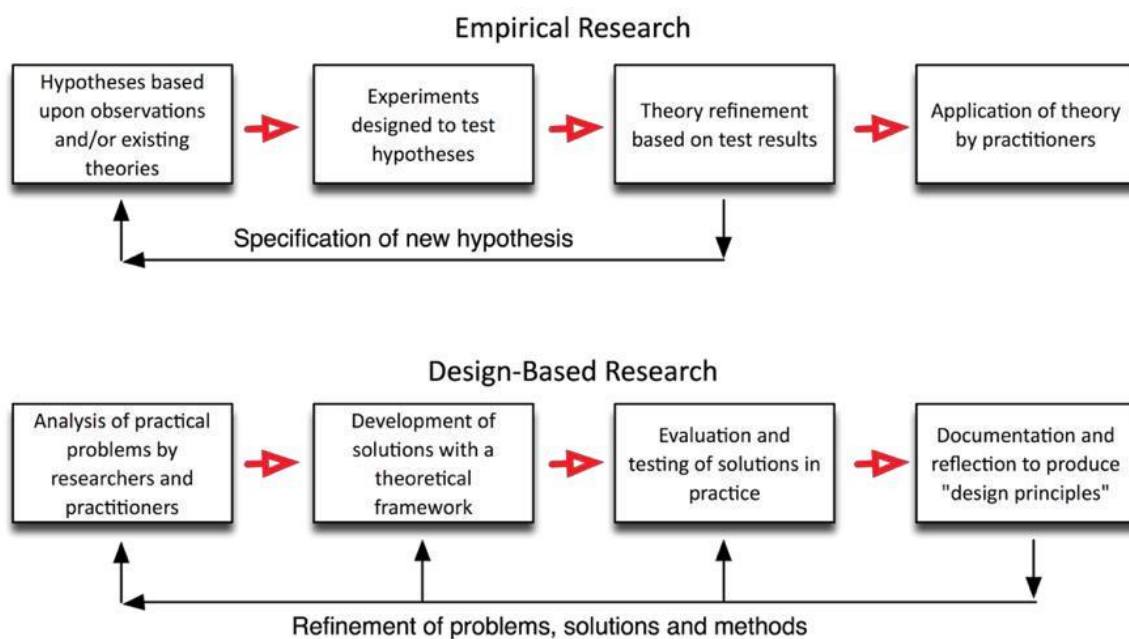 Empirical Research
Hypotheses based
upon observations
and/or existing
theories
Experiments
designed to test
hypotheses
Theory refinement
based on test results
Application of theory
by practitioners
Specification of new hypothesis
Design-Based Research
Analysis of practical
problems by
researchers and
practitioners
Development of
solutions with a
theoretical
framework
Evaluation and
testing of solutions in
practice
Documentation and
reflection to produce
"design principles"
Refinement of problems, solutions and methods